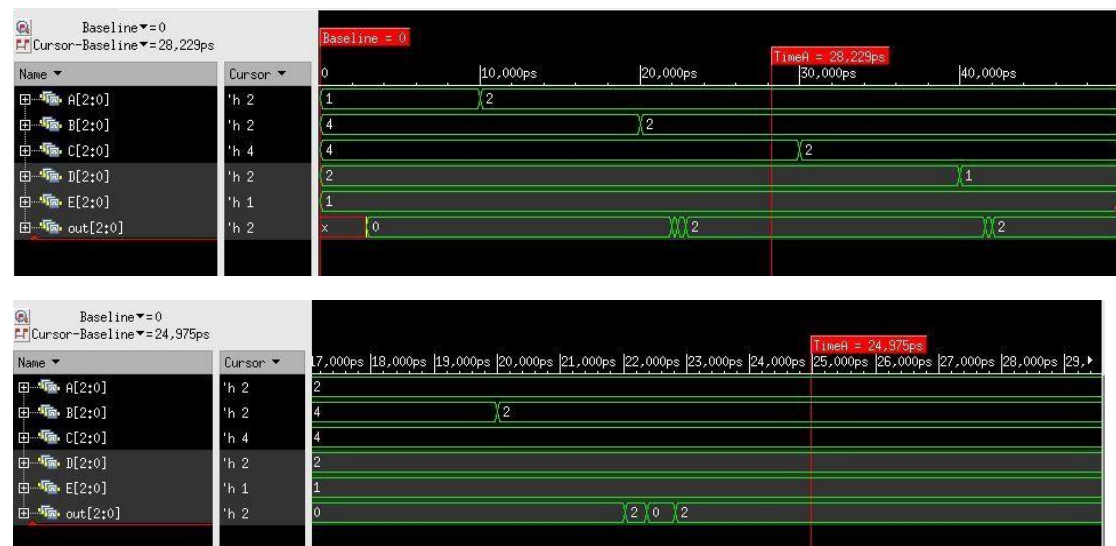 Baseline▼=0
Cursor-Baseline▼=28,229ps
Baseline = 0
TimeA = 28,229ps
Name ▼ Cursor ▼ 0 10,000ps 20,000ps 30,000ps 40,000ps
A[2:0] 'h 2 1 2
B[2:0] 'h 2 4 2
C[2:0] 'h 4 4 2
D[2:0] 'h 2 2 1
E[2:0] 'h 1 1
out[2:0] 'h 2 x 0 2 2
Baseline▼=0
Cursor-Baseline▼=24,975ps
TimeA = 24,975ps
Name ▼ Cursor ▼ 17,000ps 18,000ps 19,000ps 20,000ps 21,000ps 22,000ps 23,000ps 24,000ps 25,000ps 26,000ps 27,000ps 28,000ps 29,
A[2:0] 'h 2 2
B[2:0] 'h 2 4 2
C[2:0] 'h 4 4
D[2:0] 'h 2 2
E[2:0] 'h 1 1
out[2:0] 'h 2 0 2 0 2